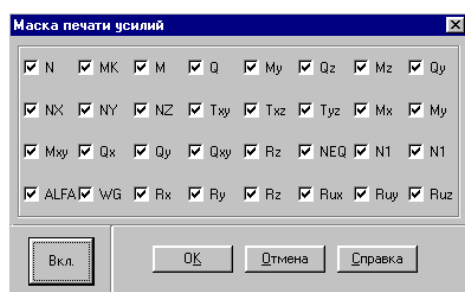 Маска печати усилий
N MK M Q My Qz Mz Qy
NX NY NZ Txy Txz Tyz Mx My
Mxy Qx Qy Qxy Rz NEQ N1 N1
ALFA WG Rx Ry Rz Rux Ruy Ruz
Вкл. OK Отмена Справка